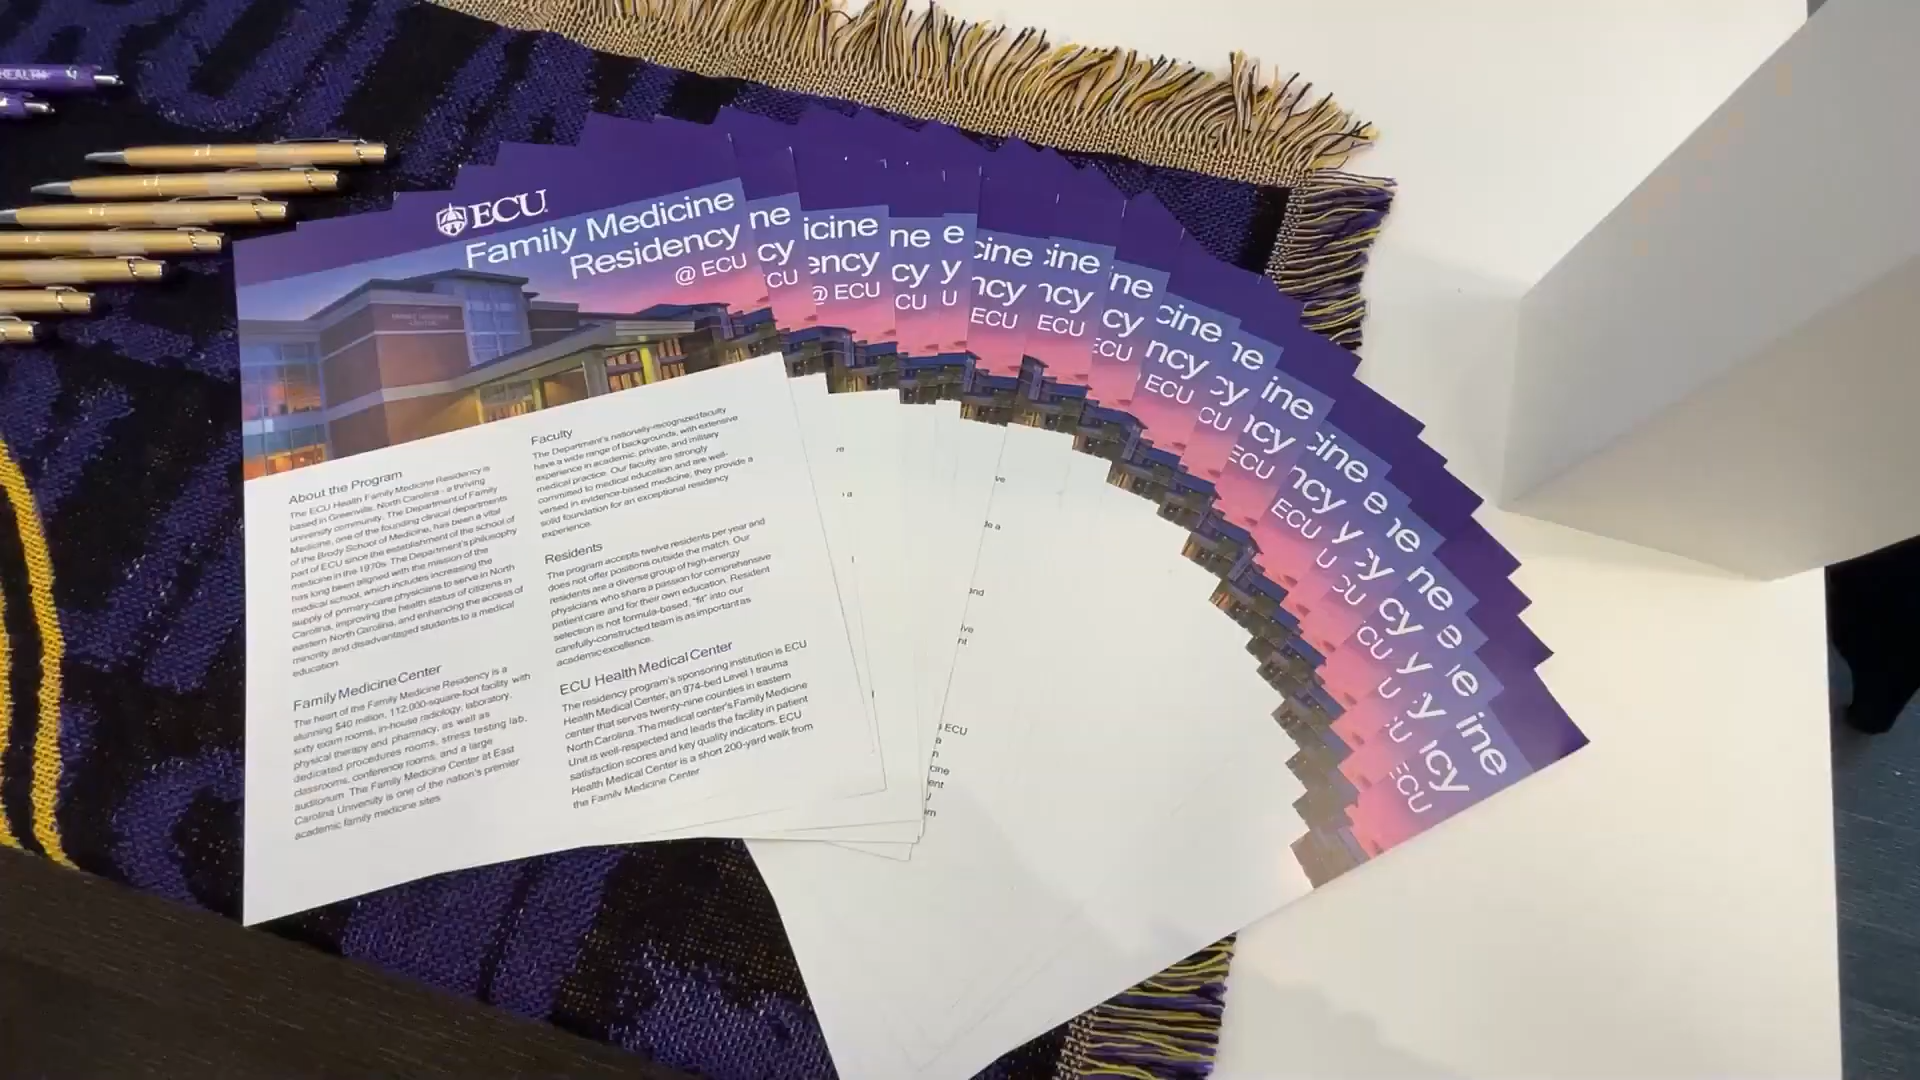 HEALTH
ECU
Family Medicine
Residency
@ ECU
About the Program
The ECU Health Family Medicine Residency is
based in Greenville, North Carolina - a thriving
university community. The Department of Family
Medicine, one of the founding clinical departments
of the Brody School of Medicine, has been a vital
part of ECU since the establishment of the school of
medicine in the 1970s. The Department's philosophy
has long been aligned with the mission of the
medical school, which includes increasing the
supply of primary-care physicians to serve in North
Carolina, improving the health status of citizens in
eastern North Carolina, and enhancing the access of
minority and disadvantaged students to a medical
education.
Family Medicine Center
The heart of the Family Medicine Residency is a
stunning $40 million, 112,000-square-foot facility with
sixty exam rooms, in-house radiology, laboratory,
physical therapy and pharmacy, as well as
dedicated procedures rooms, stress testing lab,
classrooms, conference rooms, and a large
auditorium. The Family Medicine Center at East
Carolina University is one of the nation's premier
academic family medicine sites
Faculty
The Department's nationally-recognized faculty
have a wide range of backgrounds, with extensive
experience in academic, private, and military
medical practice. Our faculty are strongly
committed to medical education and are well-
versed in evidence-based medicine; they provide a
solid foundation for an exceptional residency
experience.
Residents
The program accepts twelve residents per year and
does not offer positions outside the match. Our
residents are a diverse group of high-energy
physicians who share a passion for comprehensive
patient care and for their own education. Resident
selection is not formula-based; "fit" into our
carefully-constructed team is as important as
academic excellence.
ECU Health Medical Center
The residency program's sponsoring institution is ECU
Health Medical Center, an 974-bed Level I trauma
center that serves twenty-nine counties in eastern
North Carolina. The medical center's Family Medicine
Unit is well-respected and leads the facility in patient
satisfaction scores and key quality indicators. ECU
Health Medical Center is a short 200-yard walk from
the Family Medicine Center